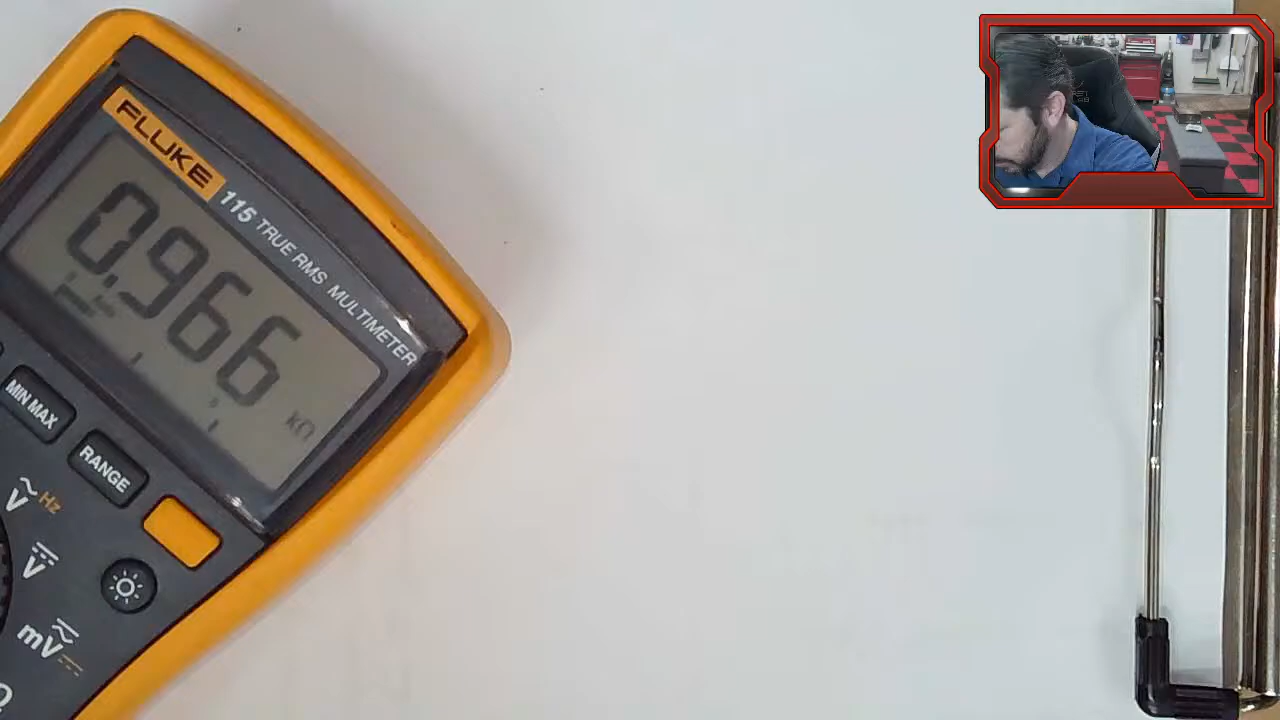 FLUKE
115 TRUE RMS MULTIMETER
0.966
kΩ
MIN MAX
RANGE
V Hz
V
mV
Ω